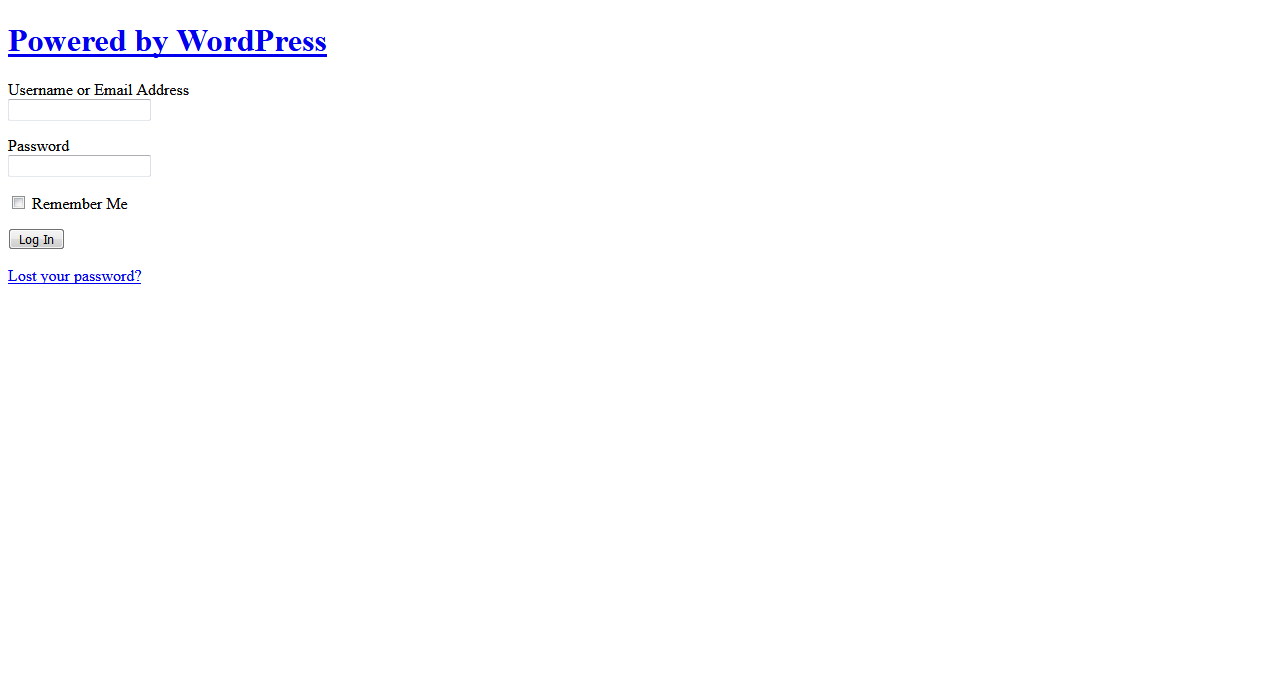 Powered by WordPress
Username or Email Address
Password
Remember Me
Log In
Lost your password?